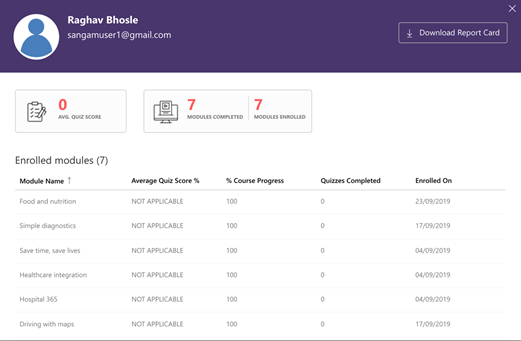 Raghav Bhosle
sangamuser1@gmail.com
Download Report Card
0
AVG. QUIZ SCORE
7
MODULES COMPLETED
7
MODULES ENROLLED
Enrolled modules (7)
Module Name ↑ Average Quiz Score % % Course Progress Quizzes Completed Enrolled On
Food and nutrition NOT APPLICABLE 100 0 23/09/2019
Simple diagnostics NOT APPLICABLE 100 0 17/09/2019
Save time, save lives NOT APPLICABLE 100 0 04/09/2019
Healthcare integration NOT APPLICABLE 100 0 04/09/2019
Hospital 365 NOT APPLICABLE 100 0 04/09/2019
Driving with maps NOT APPLICABLE 100 0 17/09/2019